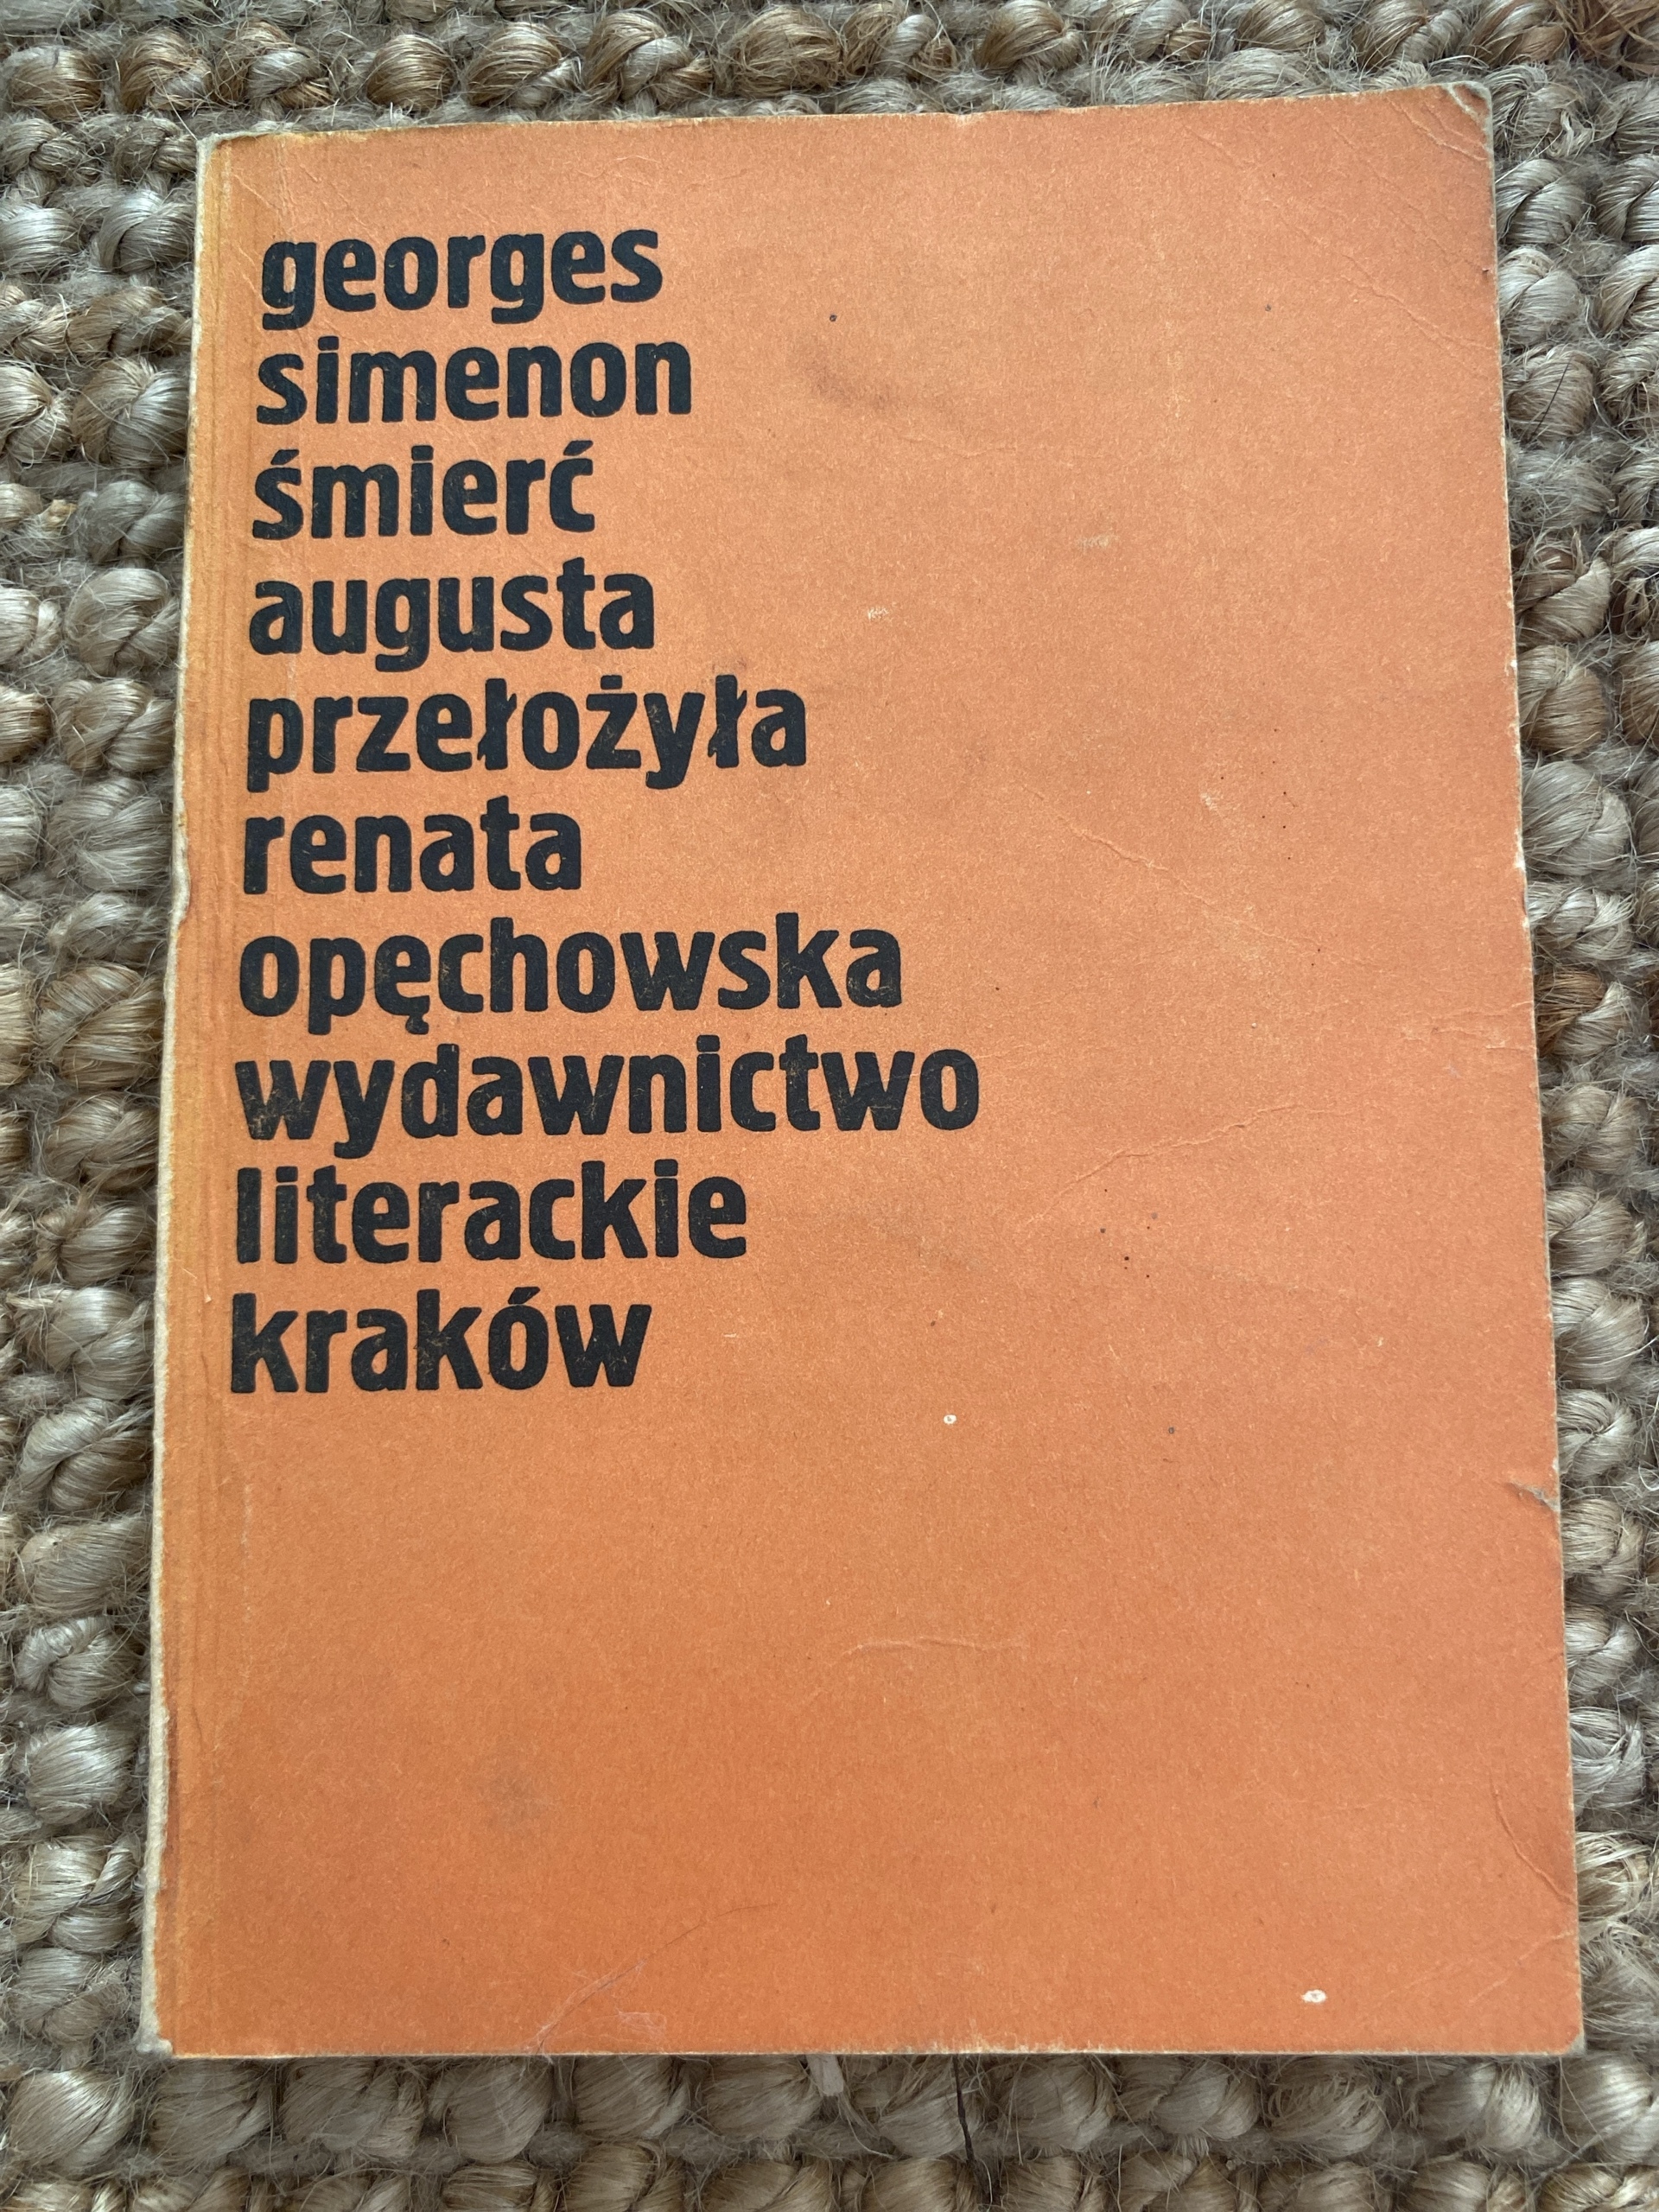 georges
simenon
śmierć
augusta
przełożyła
renata
opęchowska
wydawnictwo
literackie
kraków